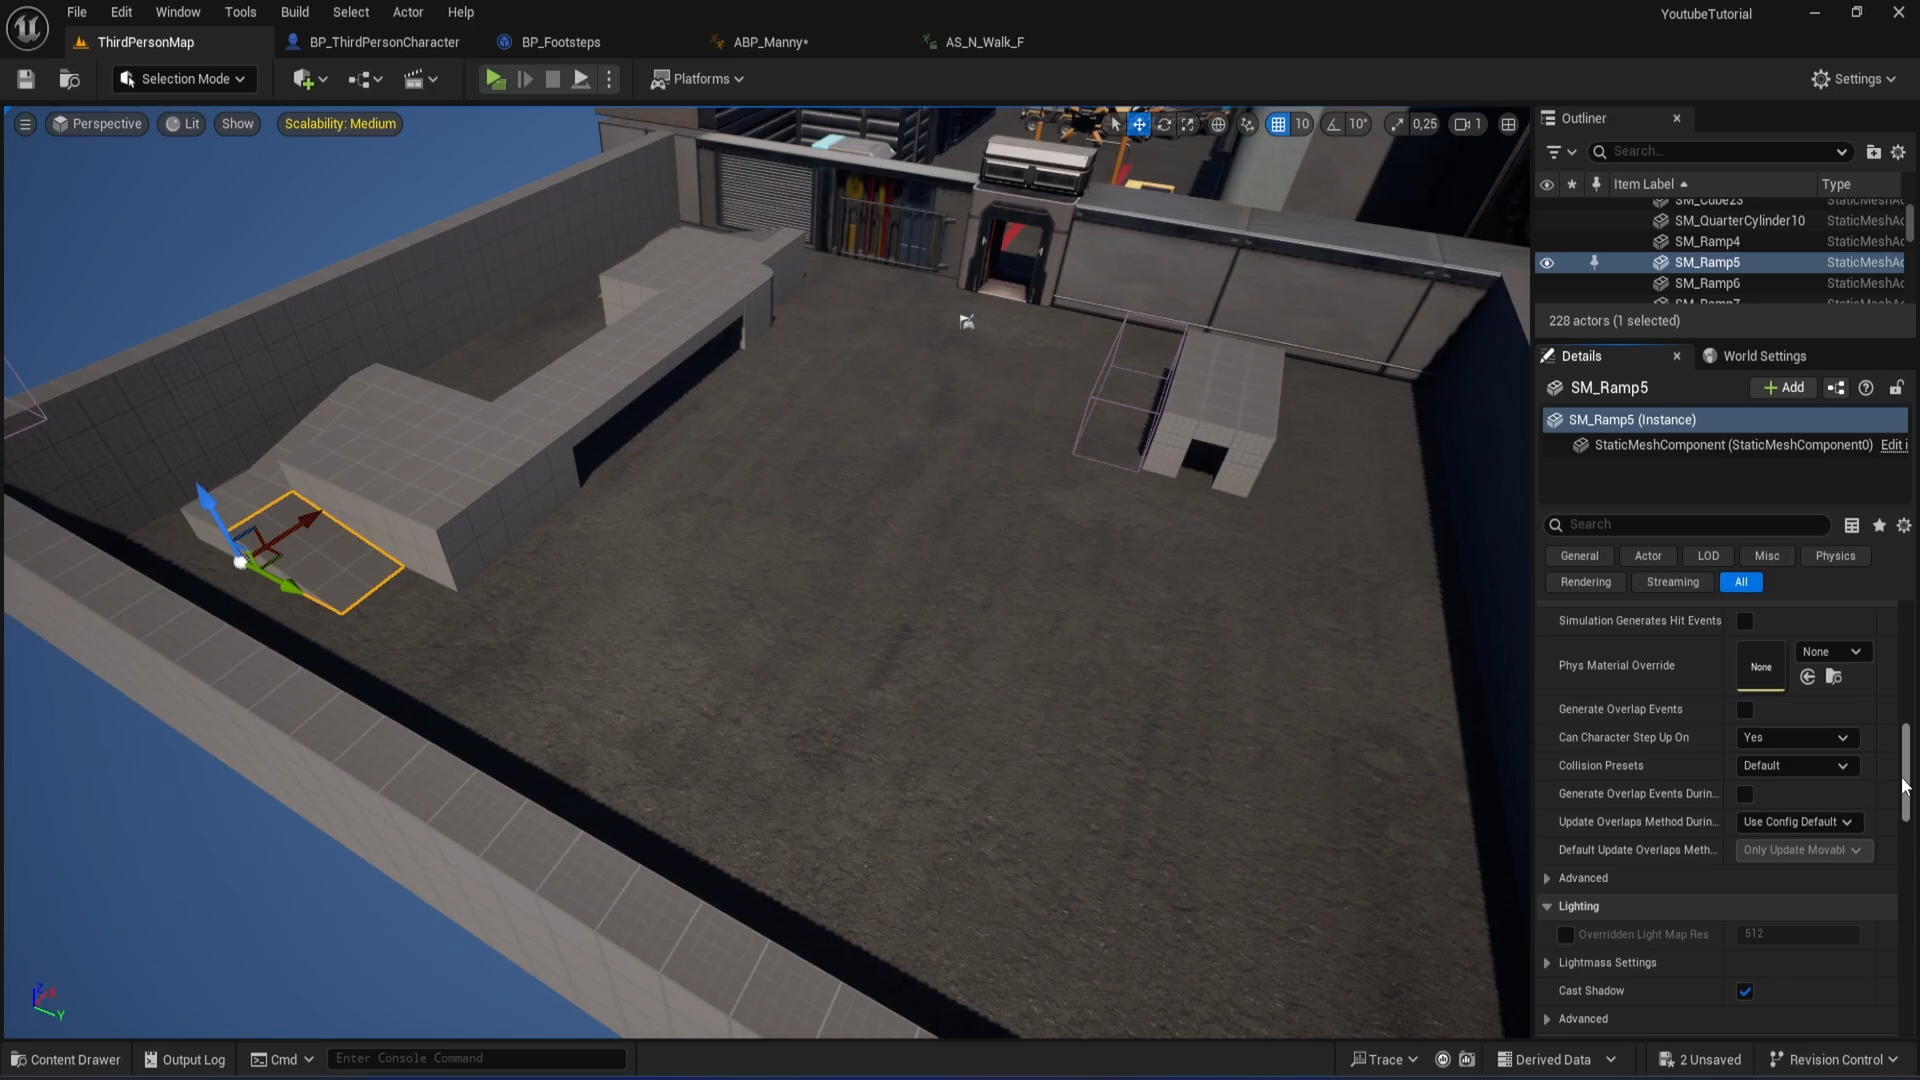 File Edit Window Tools Build Select Actor Help
YoutubeTutorial
ThirdPersonMap
BP_ThirdPersonCharacter
BP_Footsteps
ABP_Manny*
AS_N_Walk_F
Selection Mode
Platforms
Settings
Perspective
Lit
Show
Scalability: Medium
10
10°
0,25
1
Outliner
Search...
Item Label
Type
SM_Cube23
SM_QuarterCylinder10 StaticMeshAc
SM_Ramp4 StaticMeshAc
SM_Ramp5 StaticMeshAc
SM_Ramp6 StaticMeshAc
SM_Ramp7
228 actors (1 selected)
Details
World Settings
SM_Ramp5
Add
SM_Ramp5 (Instance)
StaticMeshComponent (StaticMeshComponent0) Edit i
Search
General Actor LOD Misc Physics
Rendering Streaming All
Simulation Generates Hit Events
Phys Material Override
None
None
Generate Overlap Events
Can Character Step Up On Yes
Collision Presets Default
Generate Overlap Events Durin...
Update Overlaps Method Durin... Use Config Default
Default Update Overlaps Meth... Only Update Movabl
Advanced
Lighting
Overridden Light Map Res 512
Lightmass Settings
Cast Shadow
Advanced
Z
X
Y
Content Drawer
Output Log
Cmd
Enter Console Command
Trace
Derived Data
2 Unsaved
Revision Control